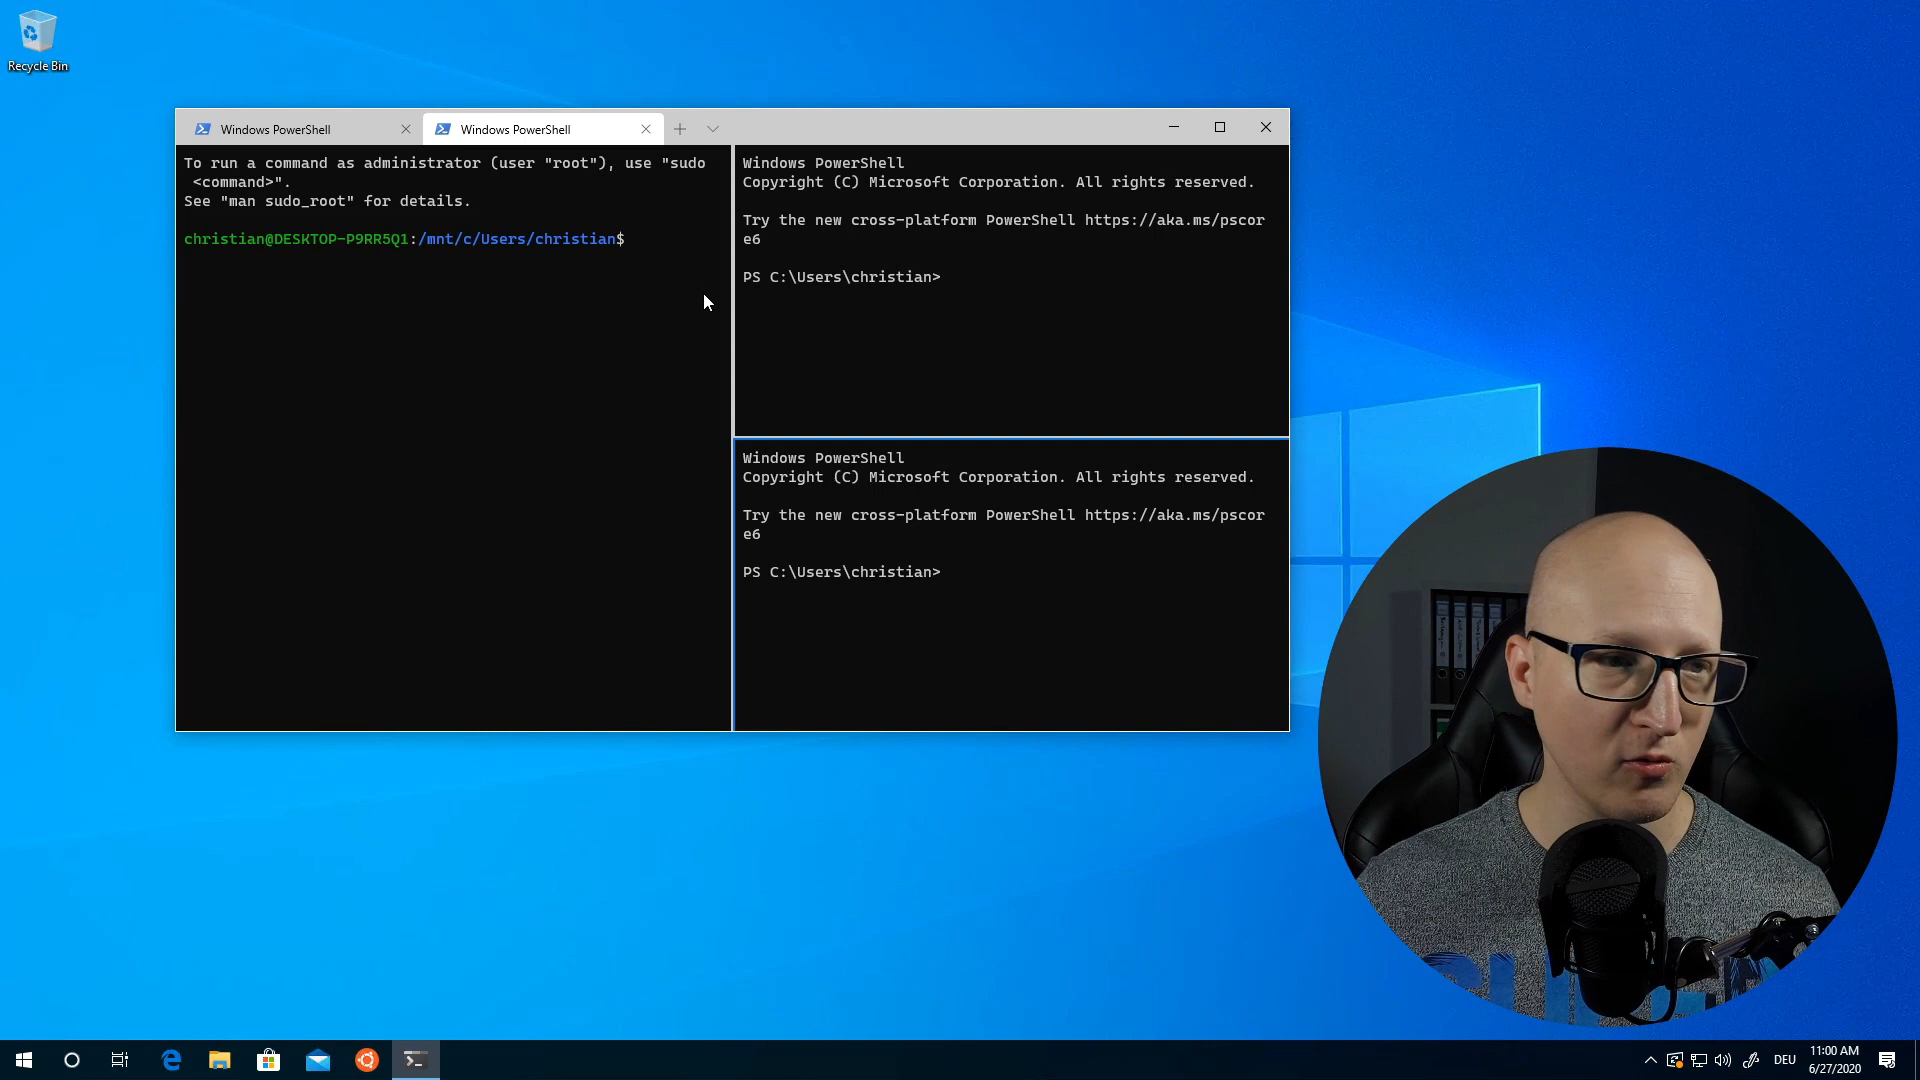 Recycle Bin
Windows PowerShell
Windows PowerShell
To run a command as administrator (user "root"), use "sudo
<command>".
See "man sudo_root" for details.
christian@DESKTOP-P9RR5Q1:/mnt/c/Users/christian$
Windows PowerShell
Copyright (C) Microsoft Corporation. All rights reserved.
Try the new cross-platform PowerShell https://aka.ms/pscor
e6
PS C:\Users\christian>
Windows PowerShell
Copyright (C) Microsoft Corporation. All rights reserved.
Try the new cross-platform PowerShell https://aka.ms/pscor
e6
PS C:\Users\christian>
DEU
11:00 AM
6/27/2020